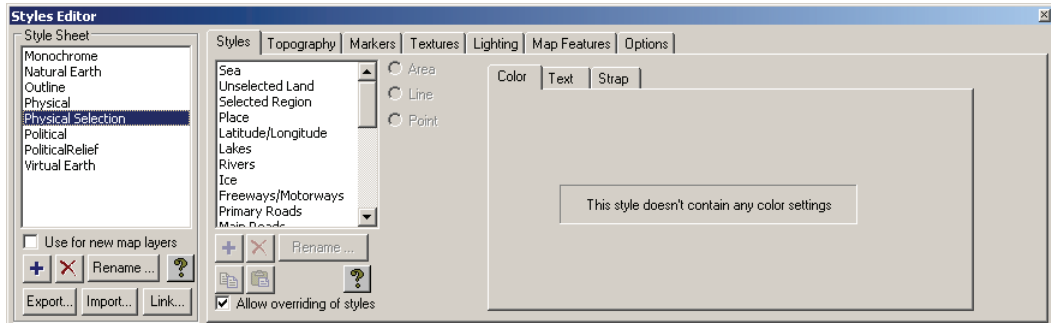 Styles Editor
Style Sheet
Monochrome
Natural Earth
Outline
Physical
Physical Selection
Political
PoliticalRelief
Virtual Earth
Use for new map layers
Rename ...
Export...
Import...
Link...
Styles
Topography
Markers
Textures
Lighting
Map Features
Options
Sea
Unselected Land
Selected Region
Place
Latitude/Longitude
Lakes
Rivers
Ice
Freeways/Motorways
Primary Roads
Main Roads
Rename ...
Allow overriding of styles
Area
Line
Point
Color
Text
Strap
This style doesn't contain any color settings